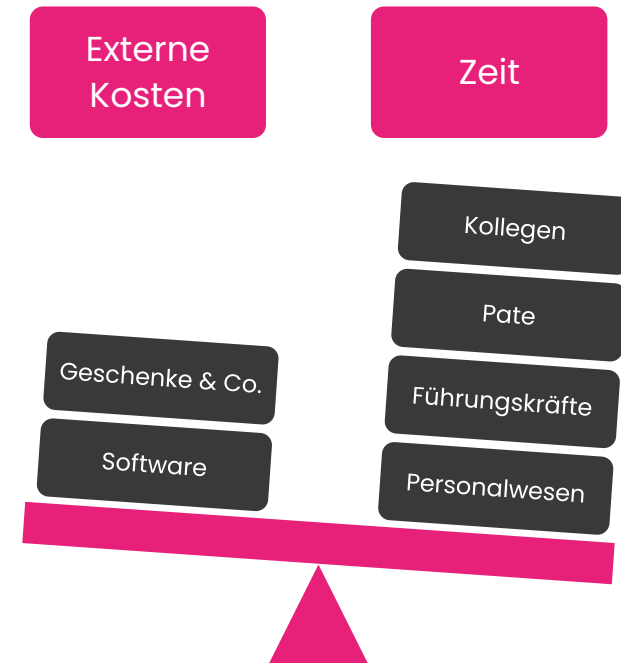 Externe
Kosten
Zeit
Kollegen
Pate
Geschenke & Co.
Führungskräfte
Software
Personalwesen